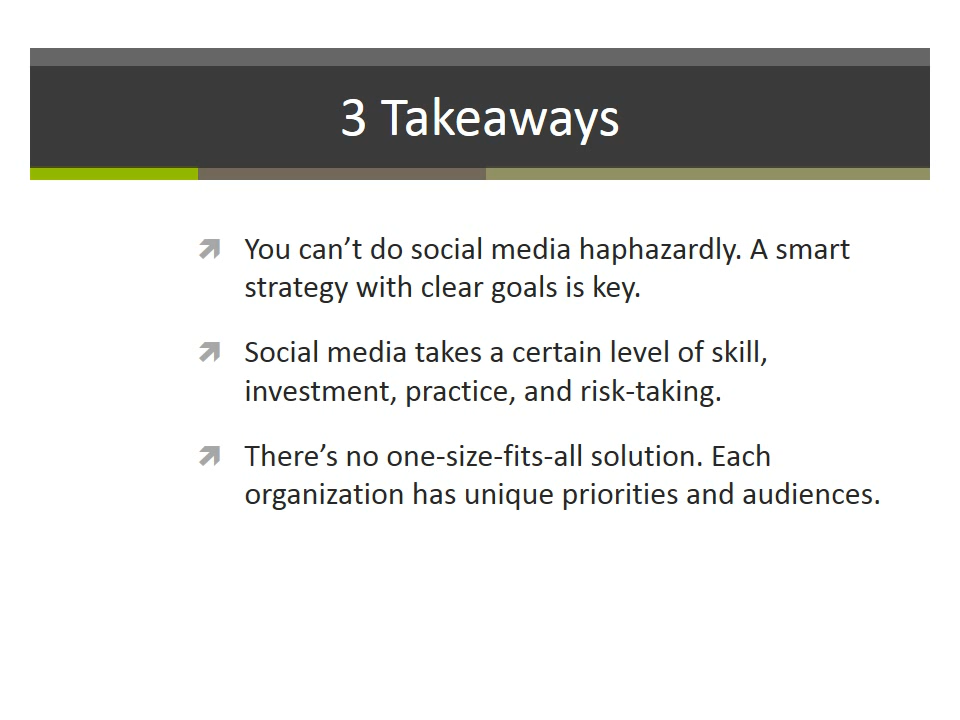 3 Takeaways
You can’t do social media haphazardly. A smart
strategy with clear goals is key.
Social media takes a certain level of skill,
investment, practice, and risk-taking.
There’s no one-size-fits-all solution. Each
organization has unique priorities and audiences.